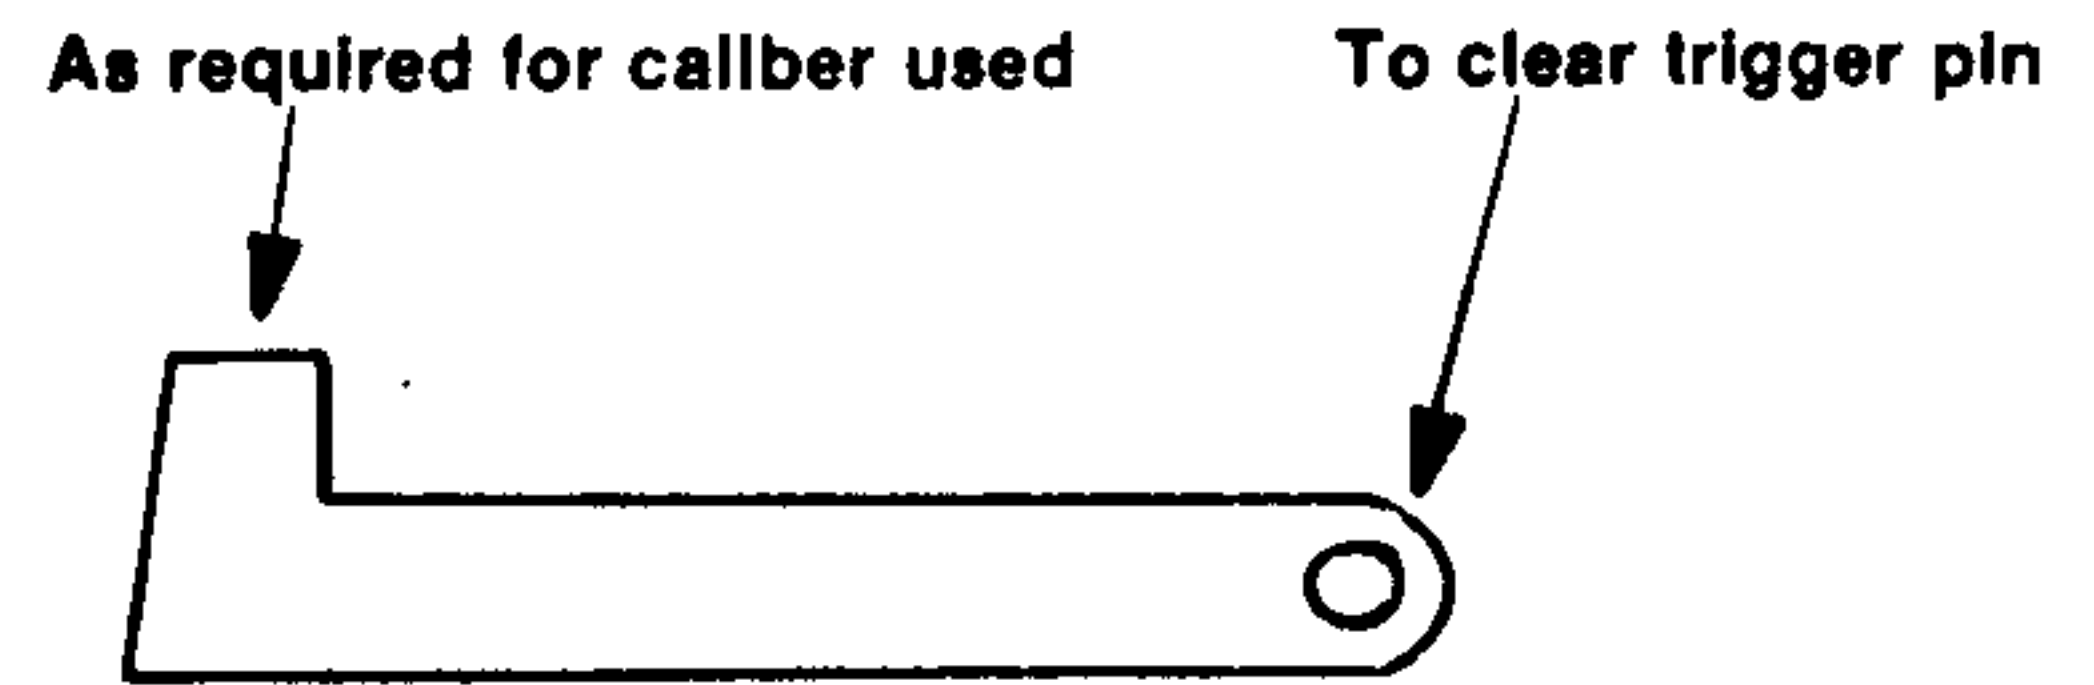 As required for caliber used
To clear trigger pin